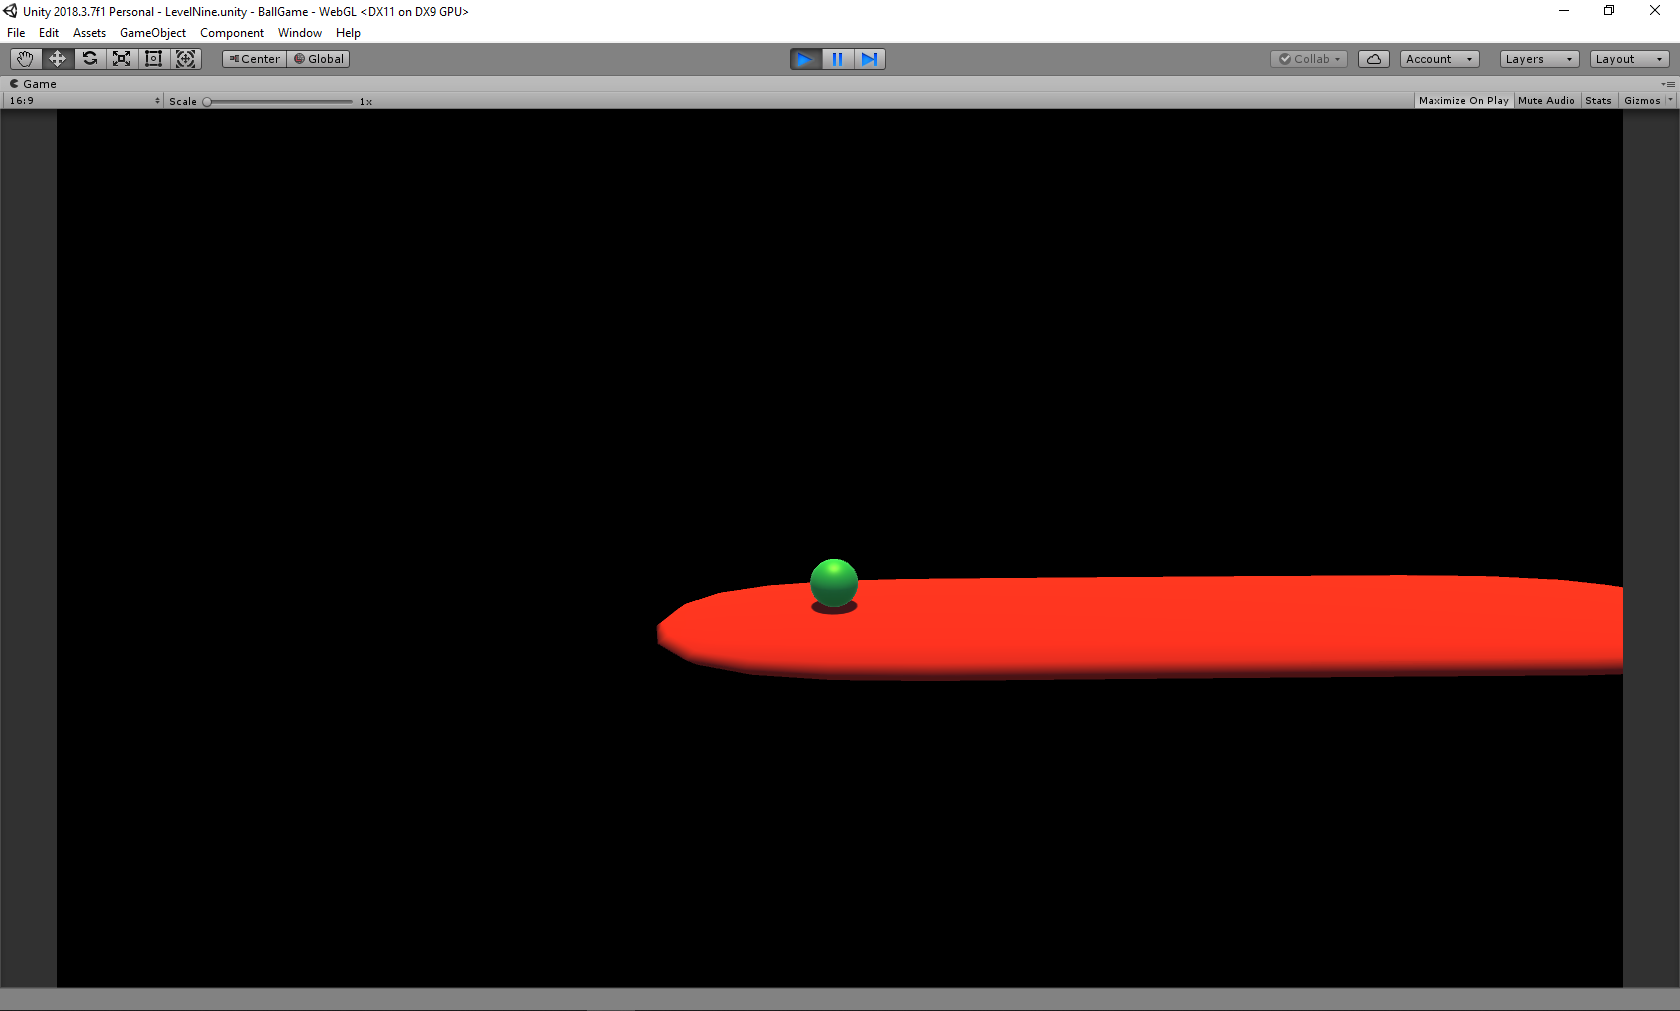 Unity 2018.3.7f1 Personal - LevelNine.unity - BallGame - WebGL <DX11 on DX9 GPU>
File Edit Assets GameObject Component Window Help
Center Global Collab Account Layers Layout
Game
16:9 Scale 1x Maximize On Play Mute Audio Stats Gizmos